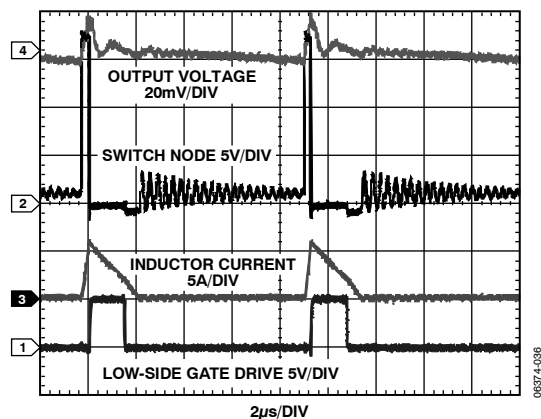 4
OUTPUT VOLTAGE
20mV/DIV
SWITCH NODE 5V/DIV
2
INDUCTOR CURRENT
5A/DIV
3
1
LOW-SIDE GATE DRIVE 5V/DIV
2µs/DIV
06374-036